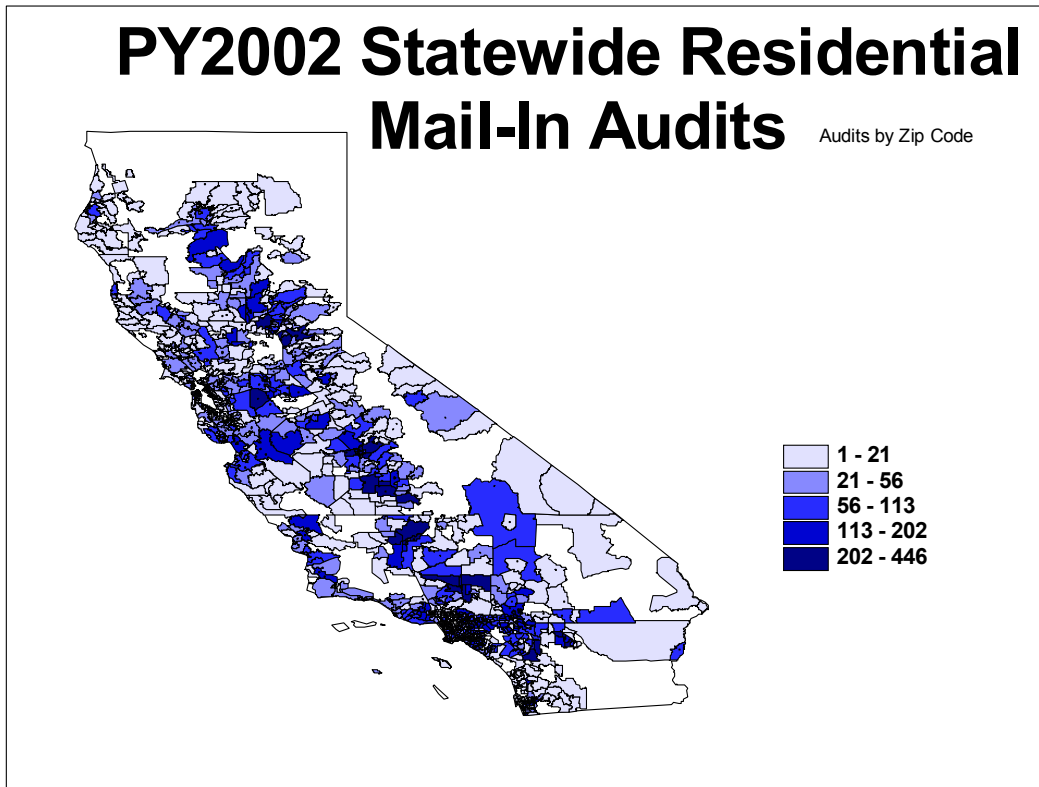 PY2002 Statewide Residential
Mail-In Audits
Audits by Zip Code
1 - 21
21 - 56
56 - 113
113 - 202
202 - 446